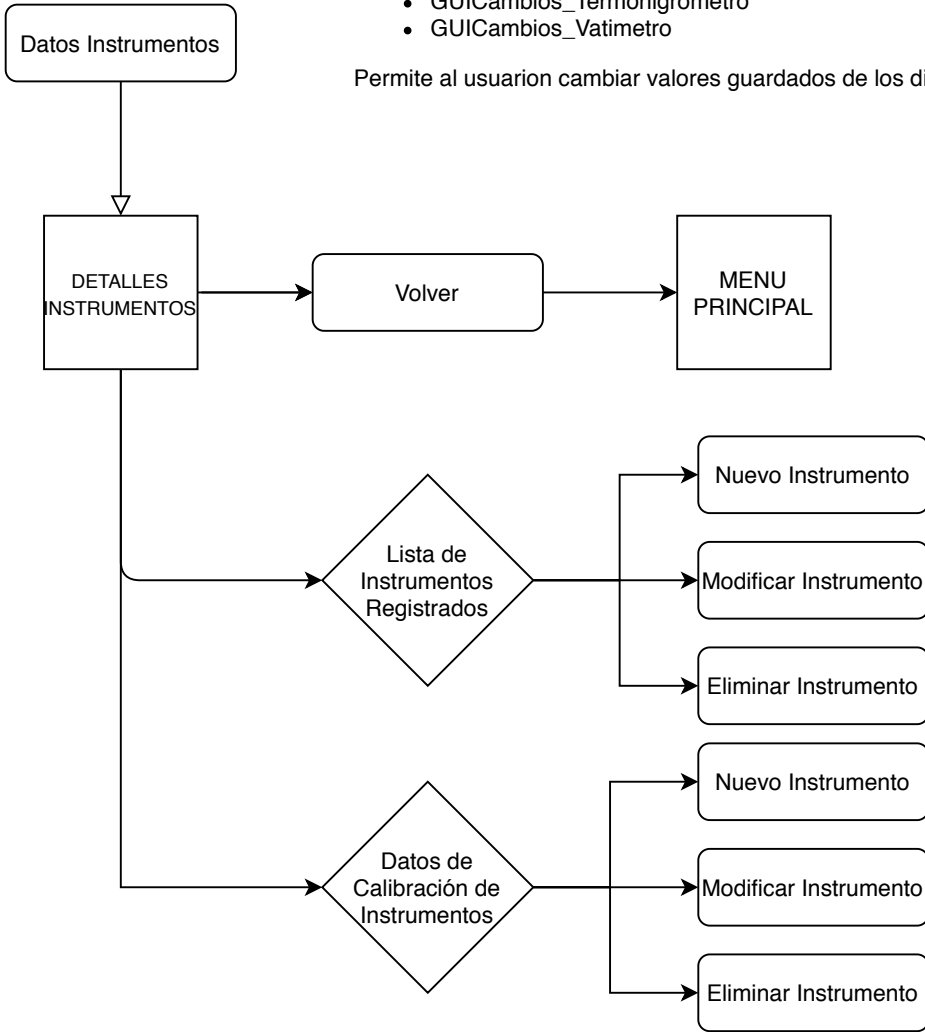 GUICambios_Termohigrometro
Datos Instrumentos
GUICambios_Vatimetro
Permite al usuarion cambiar valores guardados de los
DETALLES
INSTRUMENTOS
Volver
MENU
PRINCIPAL
Lista de
Instrumentos
Registrados
Nuevo Instrumento
Modificar Instrumento
Eliminar Instrumento
Datos de
Calibración de
Instrumentos
Nuevo Instrumento
Modificar Instrumento
Eliminar Instrumento